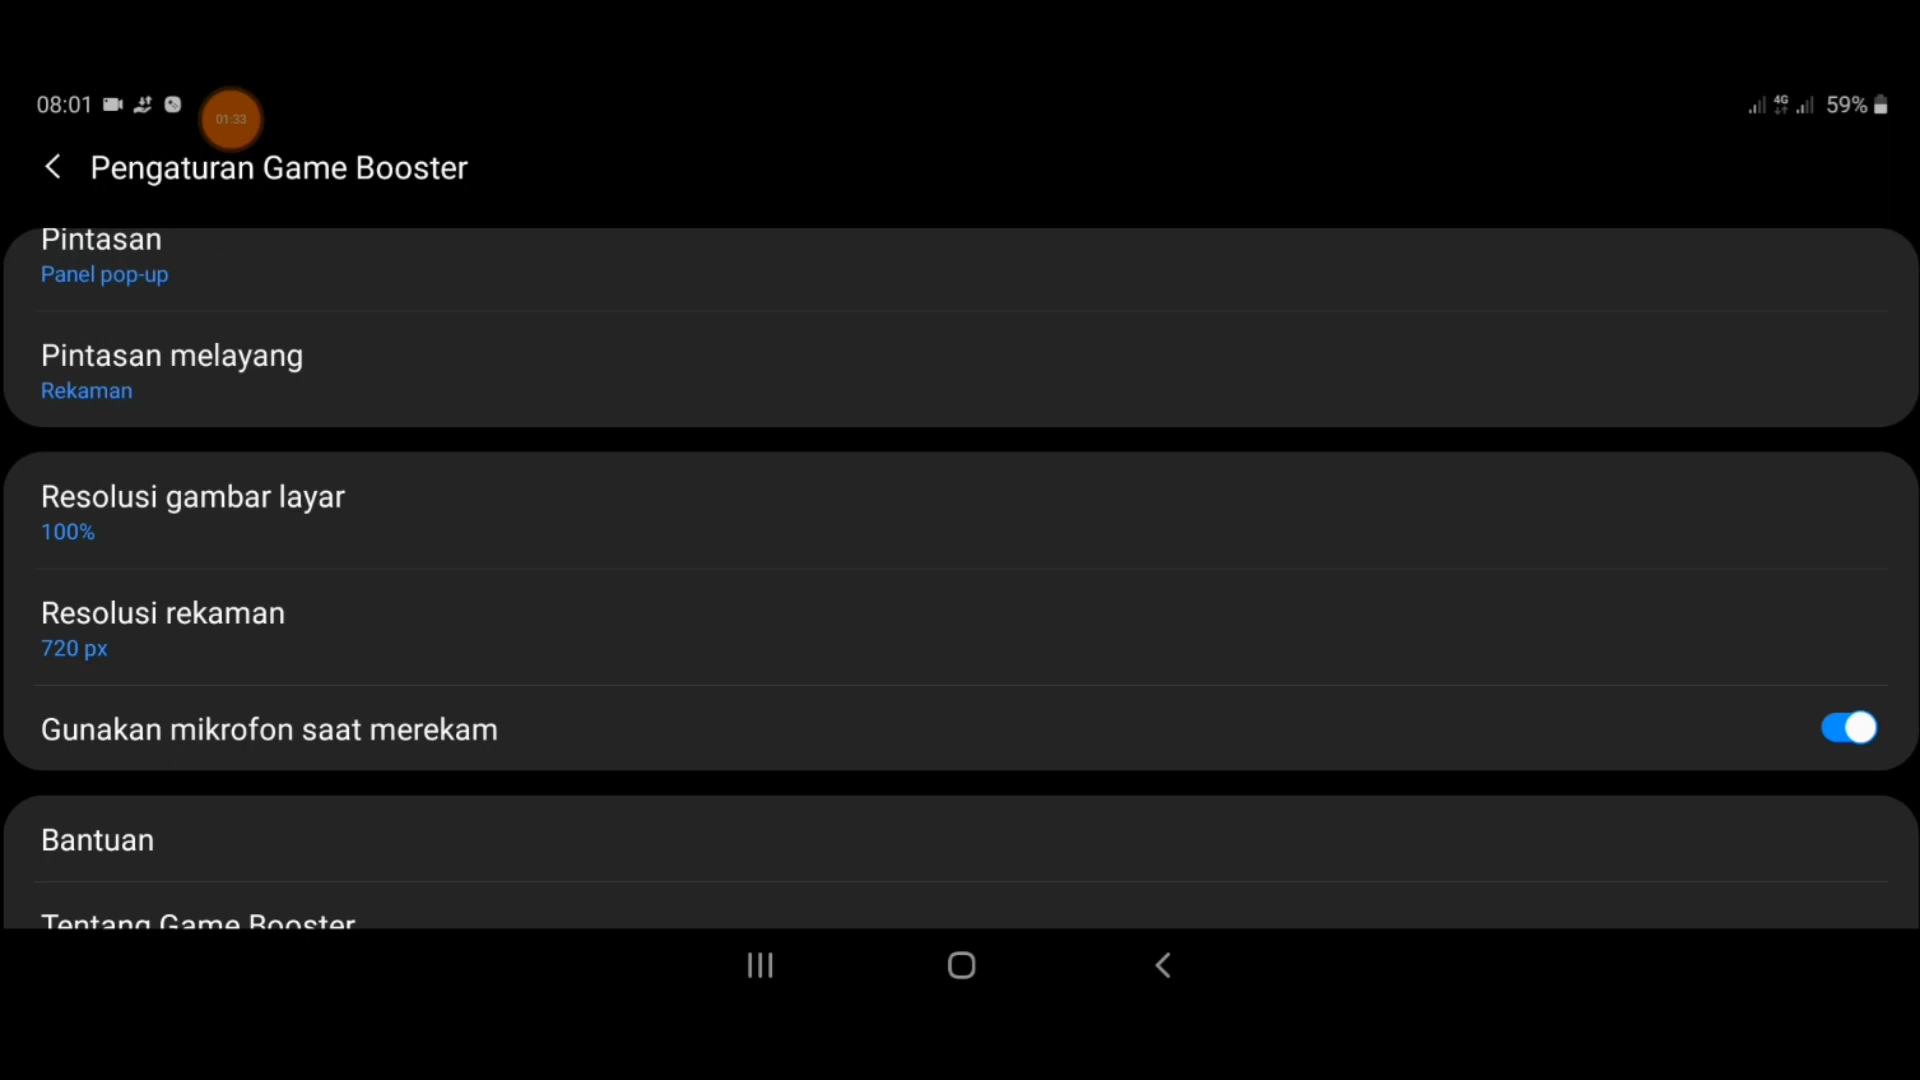 08:01
01:33
4G
59%
Pengaturan Game Booster
Pintasan
Panel pop-up
Pintasan melayang
Rekaman
Resolusi gambar layar
100%
Resolusi rekaman
720 px
Gunakan mikrofon saat merekam
Bantuan
Tentang Game Booster